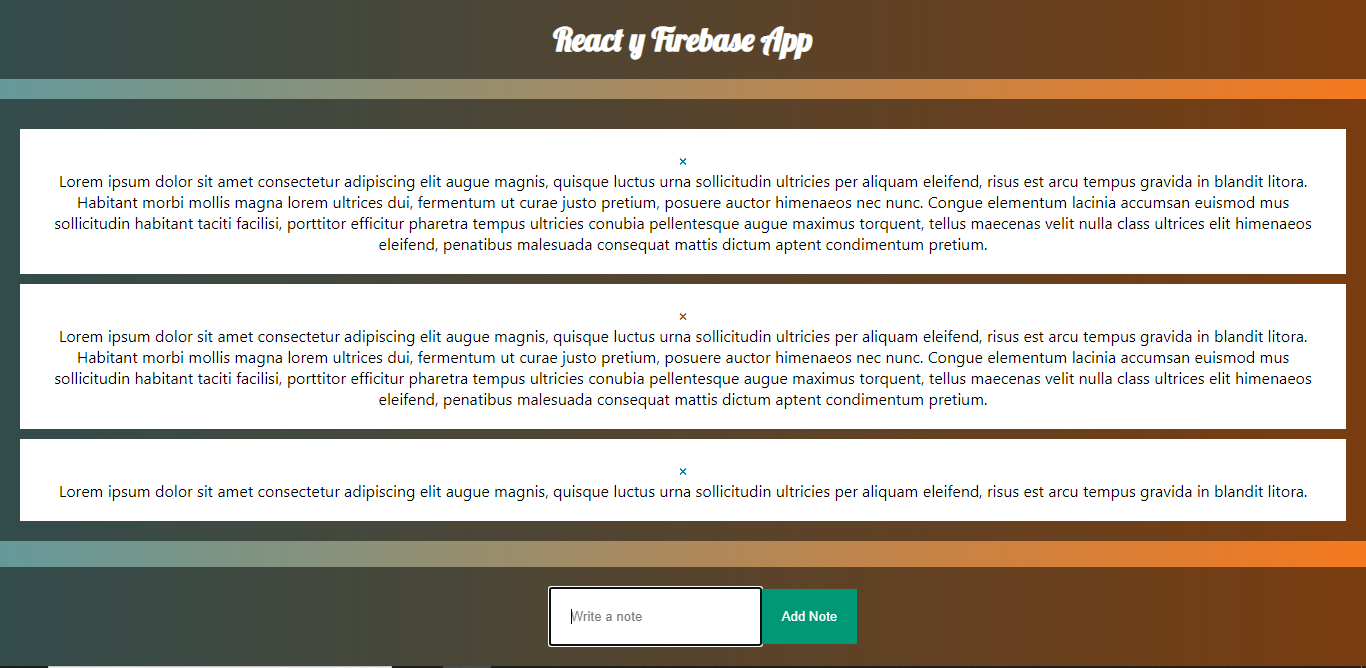 React y Firebase App
×
Lorem ipsum dolor sit amet consectetur adipiscing elit augue magnis, quisque luctus urna sollicitudin ultricies per aliquam eleifend, risus est arcu tempus gravida in blandit litora.
Habitant morbi mollis magna lorem ultrices dui, fermentum ut curae justo pretium, posuere auctor himenaeos nec nunc. Congue elementum lacinia accumsan euismod mus
sollicitudin habitant taciti facilisi, porttitor efficitur pharetra tempus ultricies conubia pellentesque augue maximus torquent, tellus maecenas velit nulla class ultrices elit himenaeos
eleifend, penatibus malesuada consequat mattis dictum aptent condimentum pretium.
×
Lorem ipsum dolor sit amet consectetur adipiscing elit augue magnis, quisque luctus urna sollicitudin ultricies per aliquam eleifend, risus est arcu tempus gravida in blandit litora.
Habitant morbi mollis magna lorem ultrices dui, fermentum ut curae justo pretium, posuere auctor himenaeos nec nunc. Congue elementum lacinia accumsan euismod mus
sollicitudin habitant taciti facilisi, porttitor efficitur pharetra tempus ultricies conubia pellentesque augue maximus torquent, tellus maecenas velit nulla class ultrices elit himenaeos
eleifend, penatibus malesuada consequat mattis dictum aptent condimentum pretium.
×
Lorem ipsum dolor sit amet consectetur adipiscing elit augue magnis, quisque luctus urna sollicitudin ultricies per aliquam eleifend, risus est arcu tempus gravida in blandit litora.
Write a note
Add Note